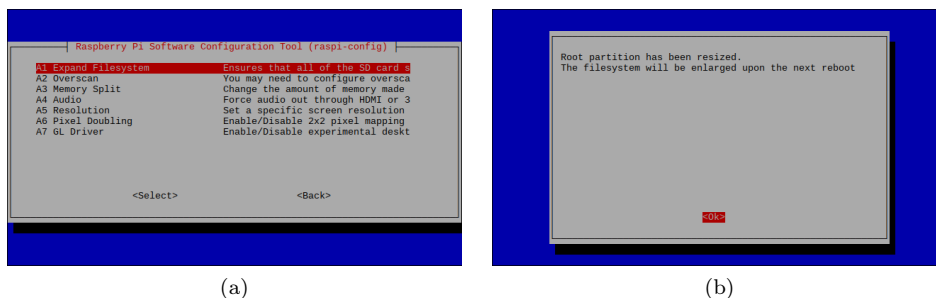 Raspberry Pi Software Configuration Tool (raspi-config)
A1 Expand Filesystem Ensures that all of the SD card s
A2 Overscan You may need to configure oversca
A3 Memory Split Change the amount of memory made
A4 Audio Force audio out through HDMI or 3
A5 Resolution Set a specific screen resolution
A6 Pixel Doubling Enable/Disable 2x2 pixel mapping
A7 GL Driver Enable/Disable experimental deskt
<Select> <Back>
(a)
Root partition has been resized.
The filesystem will be enlarged upon the next reboot
<Ok>
(b)